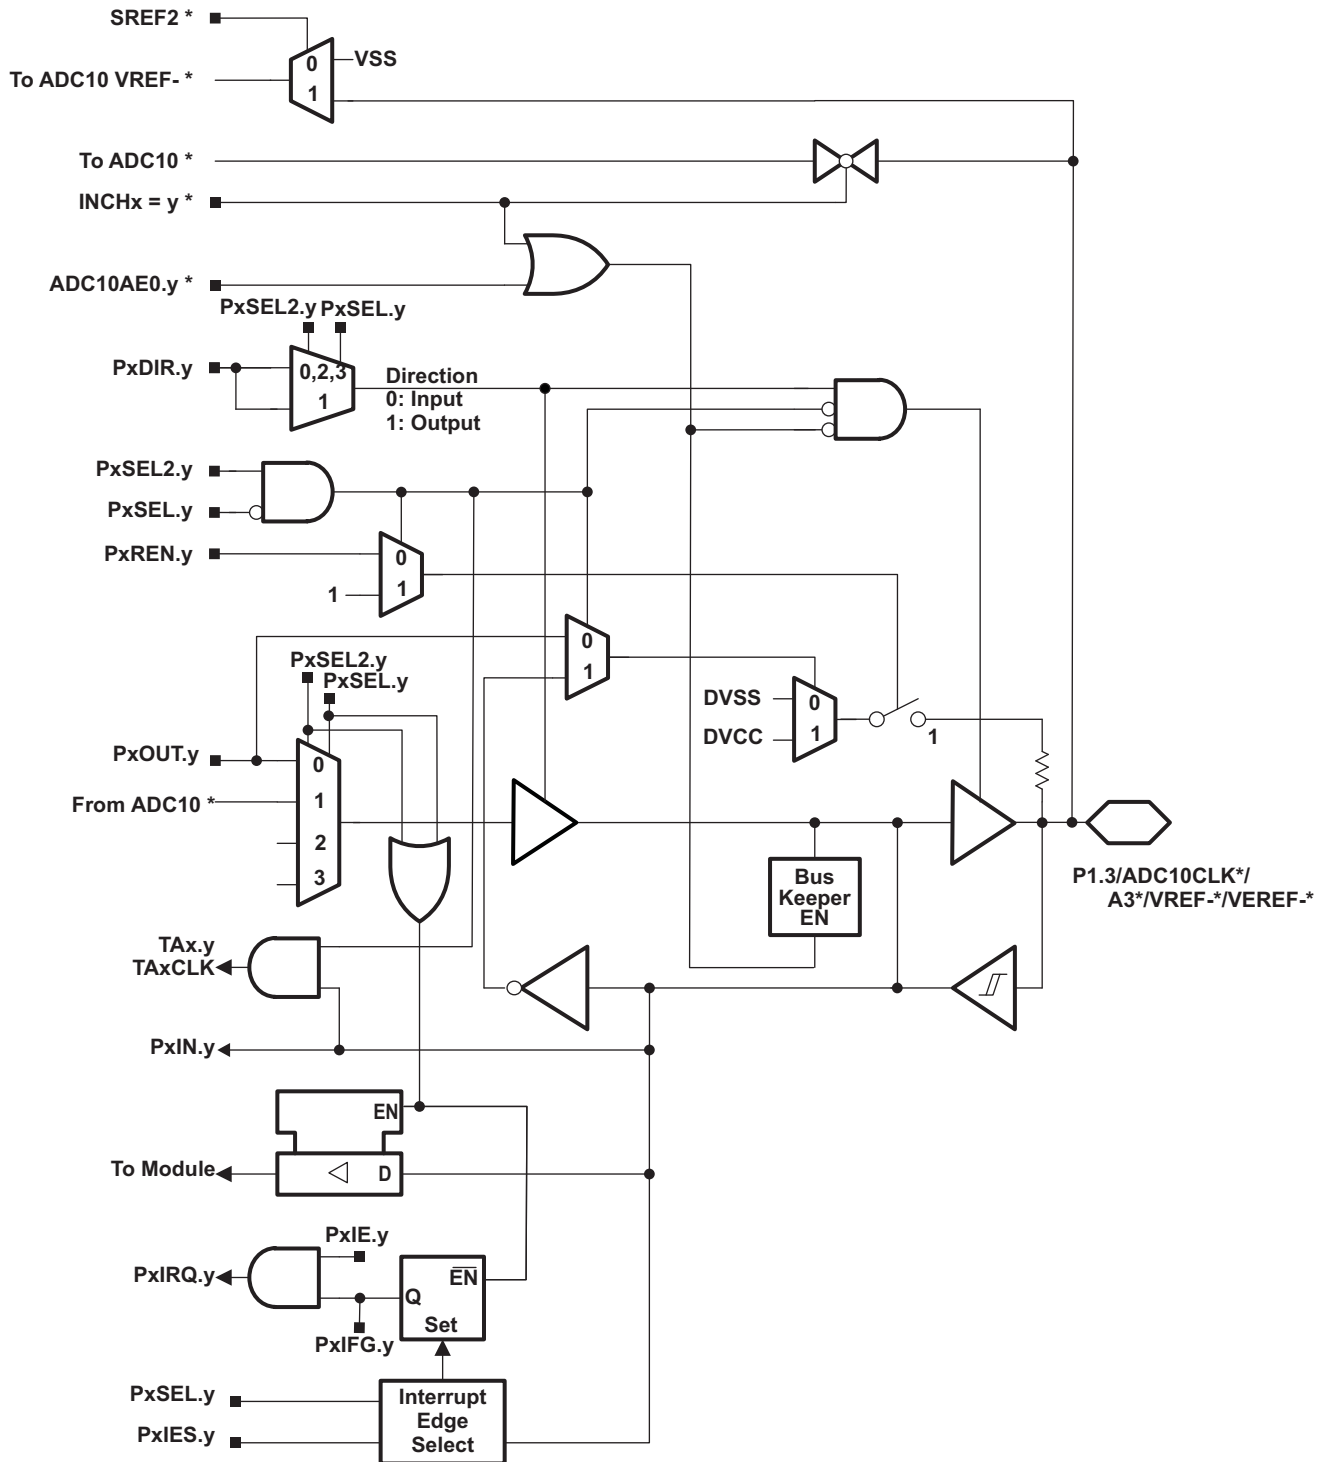 SREF2 *
0
VSS
To ADC10 VREF- *
1
To ADC10 *
INCHx = y *
ADC10AE0.y *
PxSEL2.y PxSEL.y
PxDIR.y
0,2,3
1
Direction
0: Input
1: Output
PxSEL2.y
PxSEL.y
PxREN.y
0
1
1
0
1
PxSEL2.y
PxSEL.y
DVSS
0
DVCC
1
1
PxOUT.y
0
From ADC10 *
1
2
3
Bus
Keeper
EN
P1.3/ADC10CLK*/
A3*/VREF-*/VEREF-*
TAx.y
TAxCLK
PxIN.y
EN
To Module
D
PxIE.y
PxIRQ.y
EN
Q
Set
PxIFG.y
PxSEL.y
PxIES.y
Interrupt
Edge
Select